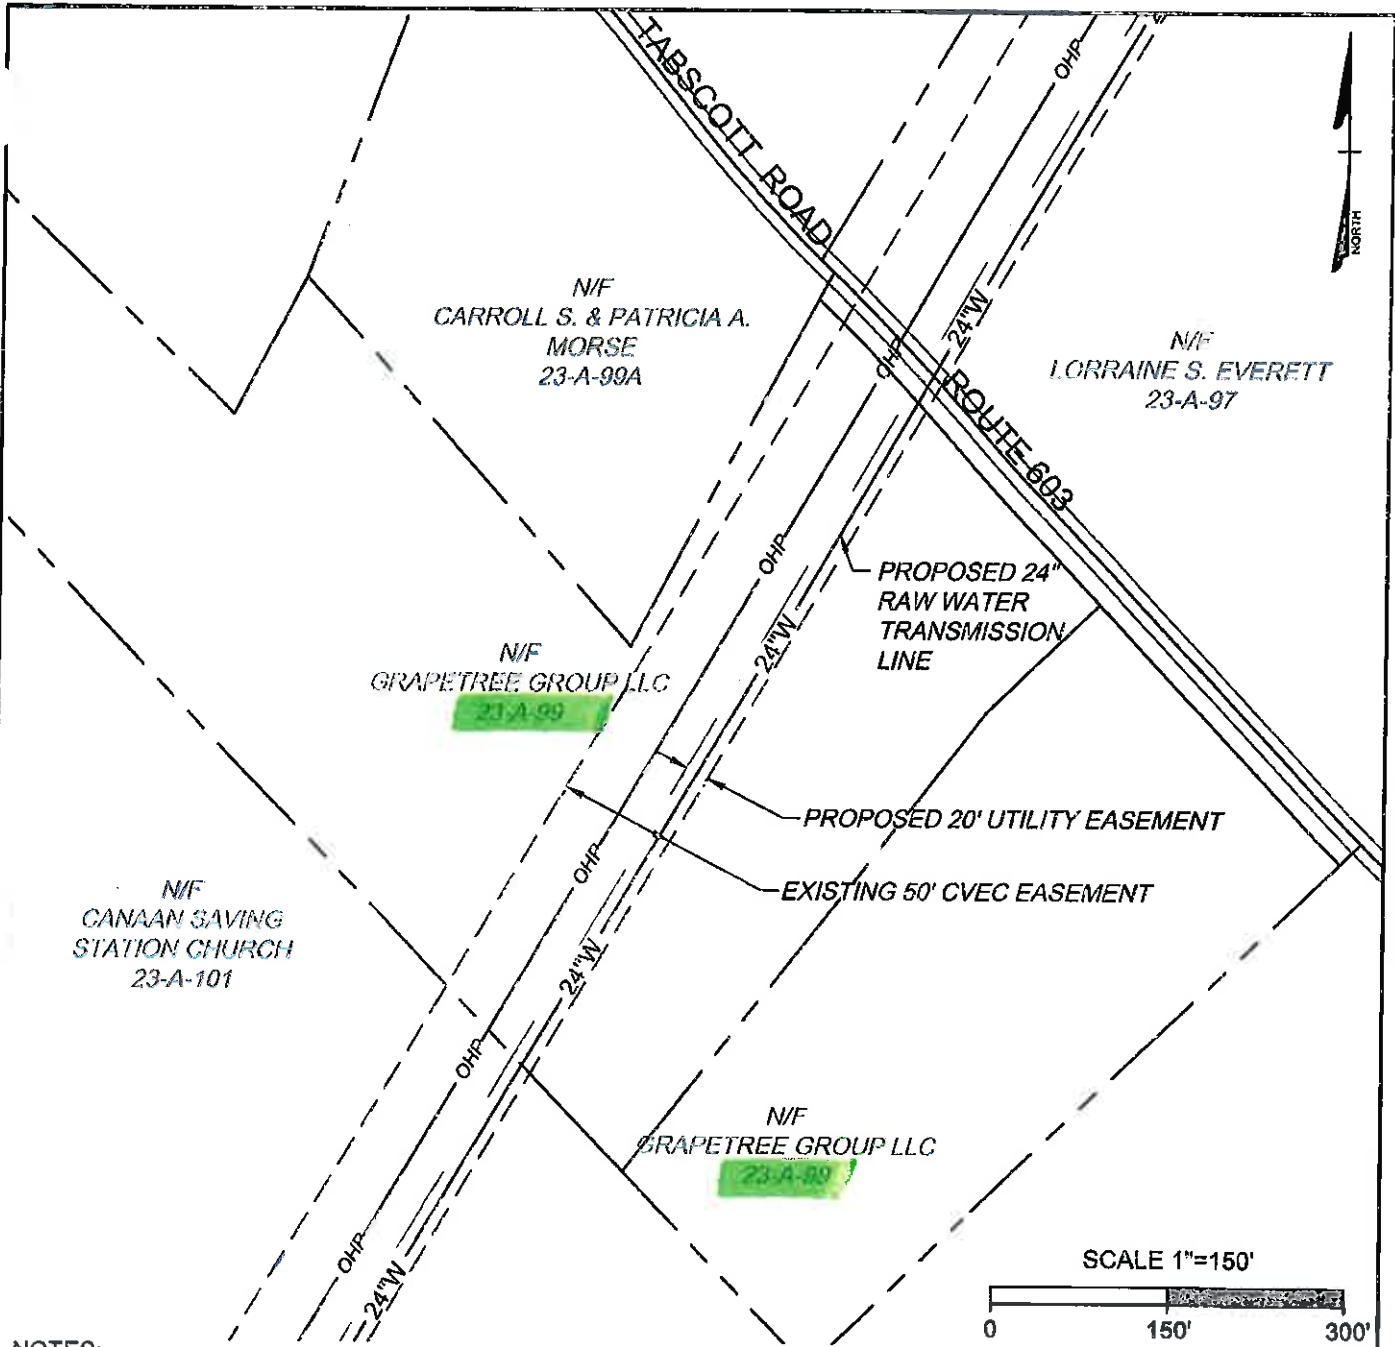 TABSCOTT ROAD
OHP
NORTH
N/F
CARROLL S. & PATRICIA A.
MORSE
23-A-99A
24"W
N/F
LORRAINE S. EVERETT
23-A-97
OHP
ROUTE 603
OHP
PROPOSED 24"
RAW WATER
TRANSMISSION
LINE
24"W
N/F
GRAPETREE GROUP LLC
23-A-99
PROPOSED 20' UTILITY EASEMENT
OHP
EXISTING 50' CVEC EASEMENT
N/F
CANAAN SAVING
STATION CHURCH
23-A-101
24"W
OHP
N/F
GRAPETREE GROUP LLC
23-A-99
OHP
24"W
SCALE 1"=150'
0 150' 300'
NOTES: